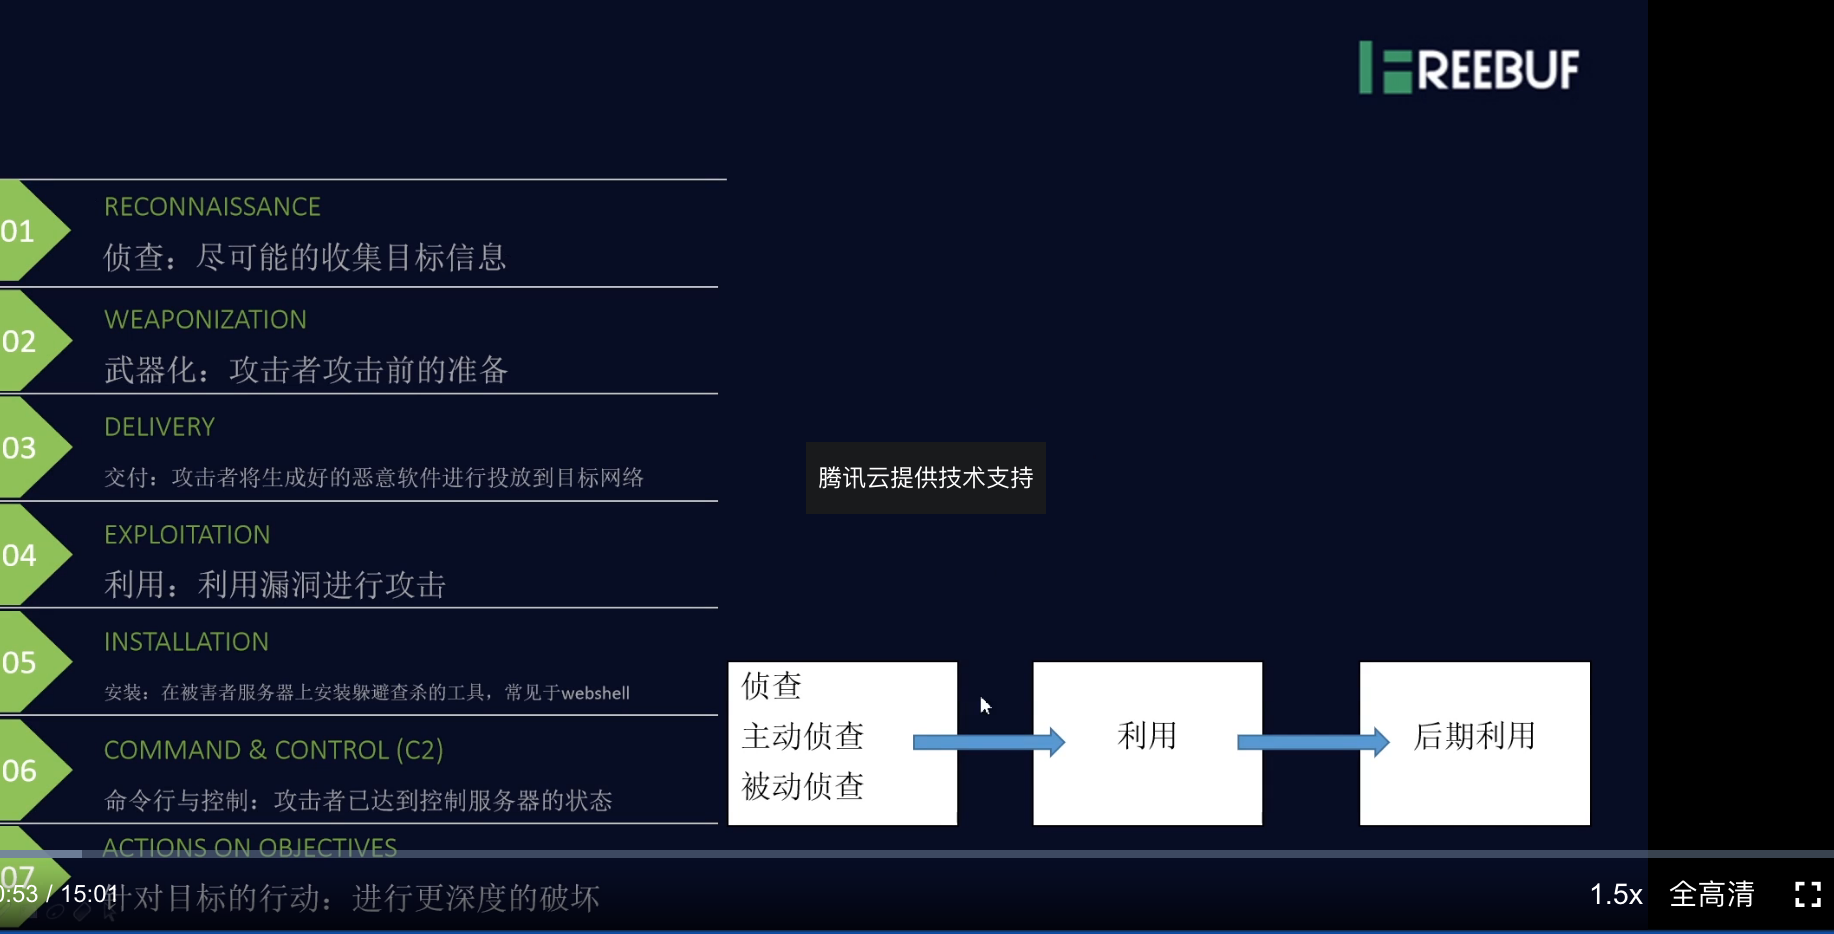 FREEBUF
01
RECONNAISSANCE
侦查：尽可能的收集目标信息
02
WEAPONIZATION
武器化：攻击者攻击前的准备
03
DELIVERY
交付：攻击者将生成好的恶意软件进行投放到目标网络
腾讯云提供技术支持
04
EXPLOITATION
利用：利用漏洞进行攻击
05
INSTALLATION
安装：在被害者服务器上安装躲避查杀的工具，常见于webshell
06
COMMAND & CONTROL (C2)
命令行与控制：攻击者已达到控制服务器的状态
侦查
主动侦查
被动侦查
利用
后期利用
07
ACTIONS ON OBJECTIVES
针对目标的行动：进行更深度的破坏
0:53 / 15:01
1.5x
全高清